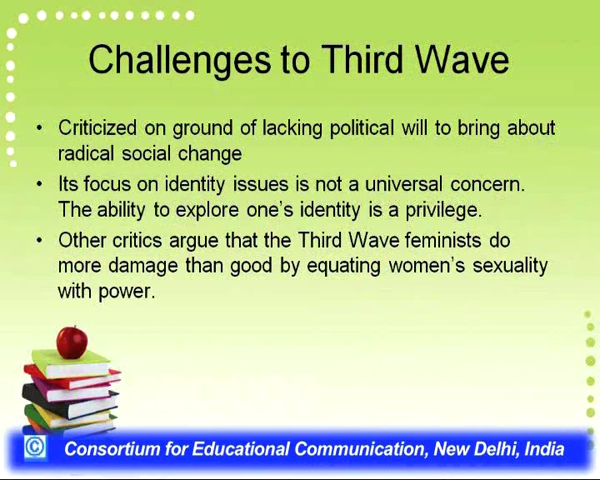 Challenges to Third Wave
• Criticized on ground of lacking political will to bring about
radical social change
• Its focus on identity issues is not a universal concern.
The ability to explore one's identity is a privilege.
• Other critics argue that the Third Wave feminists do
more damage than good by equating women's sexuality
with power.
© Consortium for Educational Communication, New Delhi, India